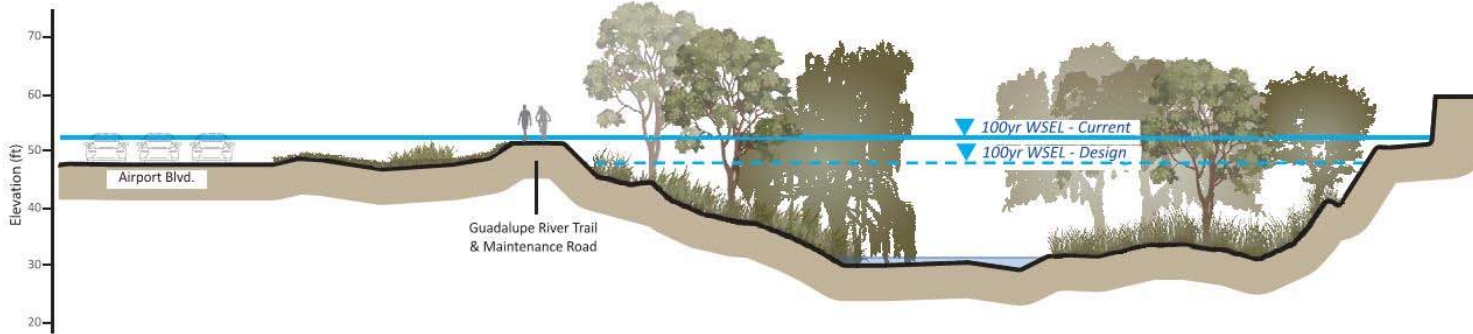 Elevation (ft)
70
60
50
40
30
20
Airport Blvd.
Guadalupe River Trail
& Maintenance Road
100yr WSEL - Current
100yr WSEL - Design